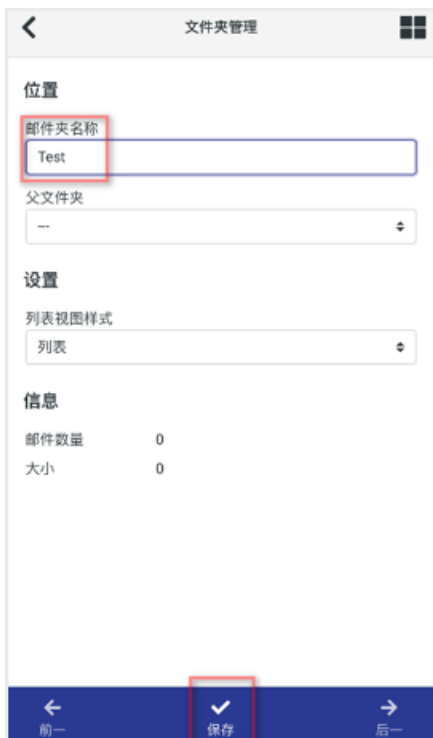 文件夹管理
位置
邮件夹名称
Test
父文件夹
---
设置
列表视图样式
列表
信息
邮件数量 0
大小 0
前一 保存 后一